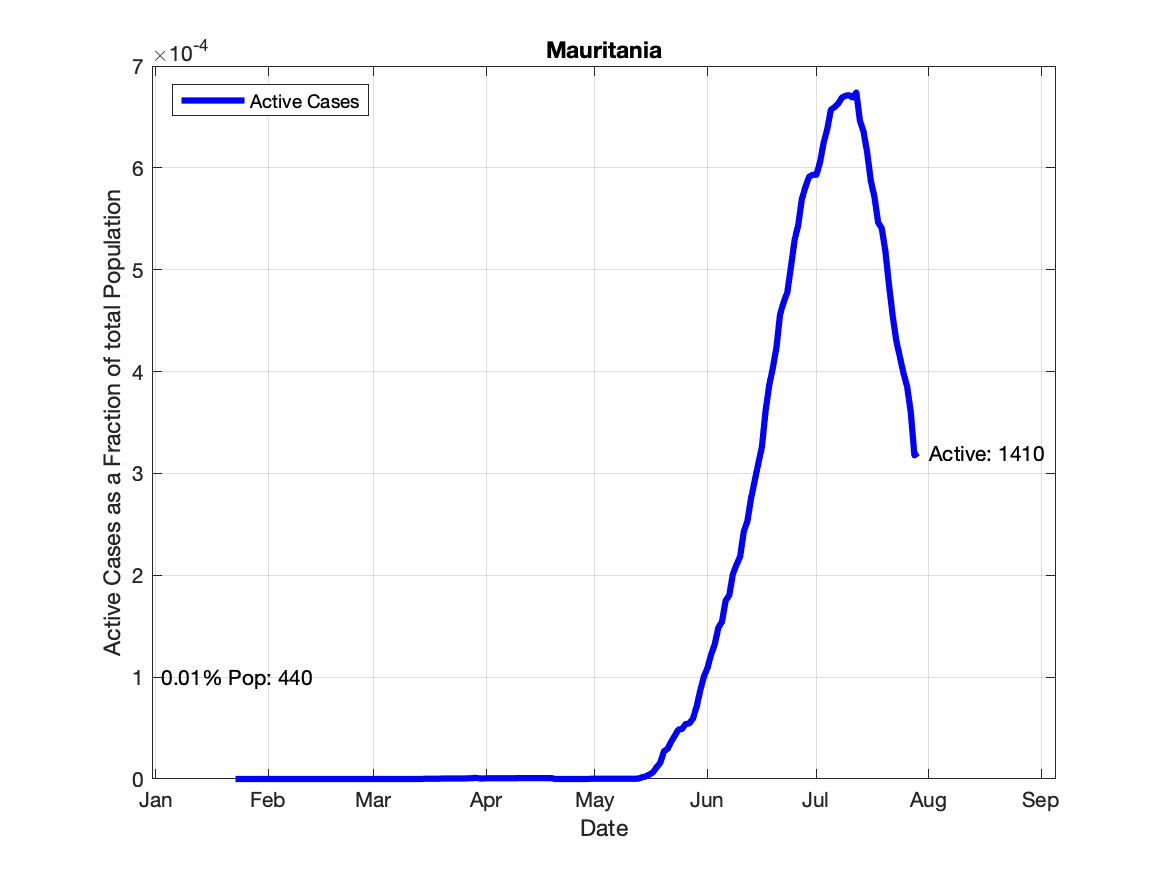 Mauritania
×10⁻⁴
7
6
5
4
3
2
1
0
Active Cases as a Fraction of total Population
Active Cases
Active: 1410
0.01% Pop: 440
Jan Feb Mar Apr May Jun Jul Aug Sep
Date